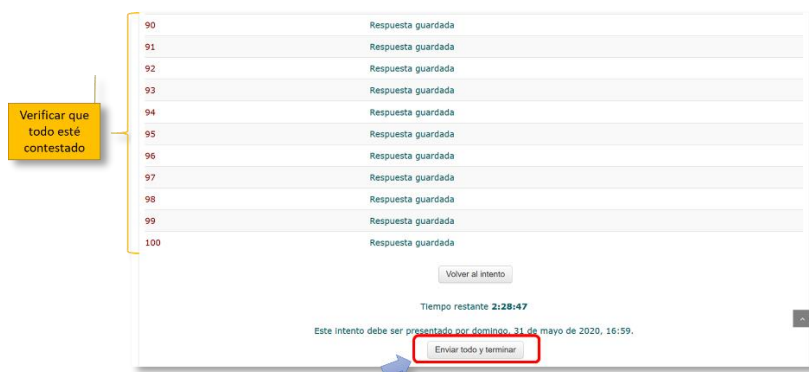 90 Respuesta guardada
91 Respuesta guardada
92 Respuesta guardada
93 Respuesta guardada
94 Respuesta guardada
Verificar que
todo esté
contestado
95 Respuesta guardada
96 Respuesta guardada
97 Respuesta guardada
98 Respuesta guardada
99 Respuesta guardada
100 Respuesta guardada
Volver al intento
Tiempo restante 2:28:47
Este intento debe ser presentado por domingo, 31 de mayo de 2020, 16:59.
Enviar todo y terminar